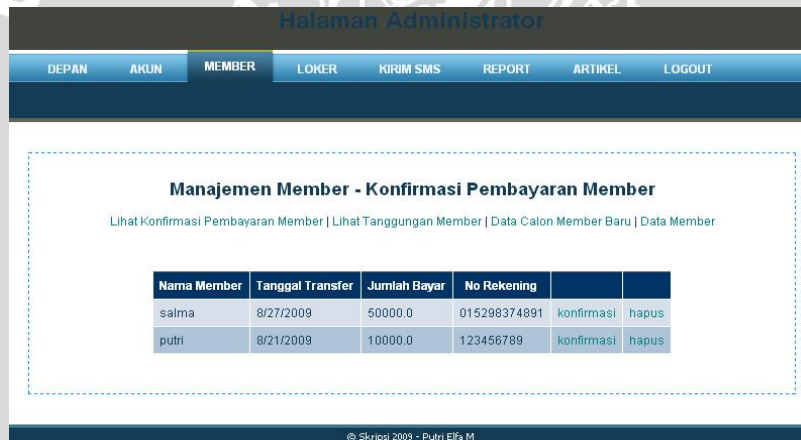 Halaman Administrator
DEPAN AKUN MEMBER LOKER KIRIM SMS REPORT ARTIKEL LOGOUT
Manajemen Member - Konfirmasi Pembayaran Member
Lihat Konfirmasi Pembayaran Member | Lihat Tanggungan Member | Data Calon Member Baru | Data Member
Nama Member Tanggal Transfer Jumlah Bayar No Rekening
salma 8/27/2009 50000.0 015298374891 konfirmasi hapus
putri 8/21/2009 10000.0 123456789 konfirmasi hapus
© Skripsi 2009 - Putri Elfa M